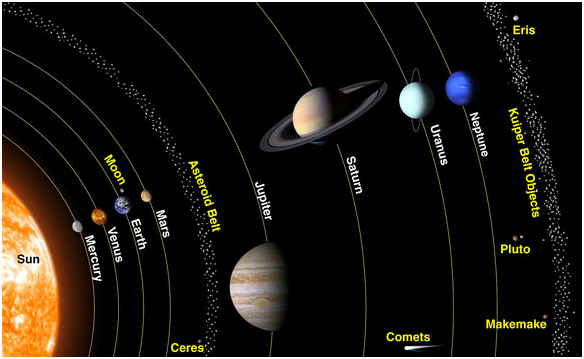 Sun
Mercury
Venus
Moon
Earth
Mars
Asteroid Belt
Ceres
Jupiter
Saturn
Uranus
Neptune
Comets
Eris
Kuiper Belt Objects
Pluto
Makemake